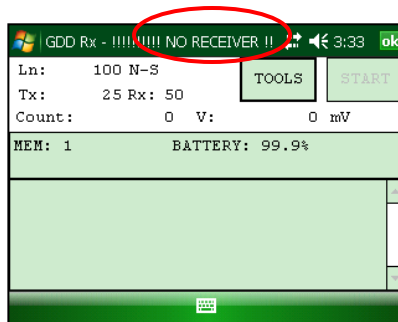 GDD Rx - !!!!!!!!!! NO RECEIVER !! 3:33 ok
Ln: 100 N-S TOOLS START
Tx: 25 Rx: 50
Count: 0 V: 0 mV
MEM: 1 BATTERY: 99.9%